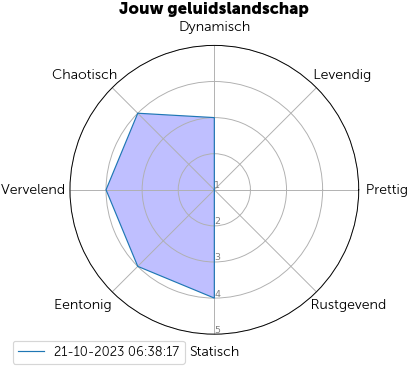 Jouw geluidslandschap
Dynamisch
Chaotisch
Levendig
Vervelend
Prettig
1
2
3
4
5
Eentonig
Rustgevend
21-10-2023 06:38:17
Statisch